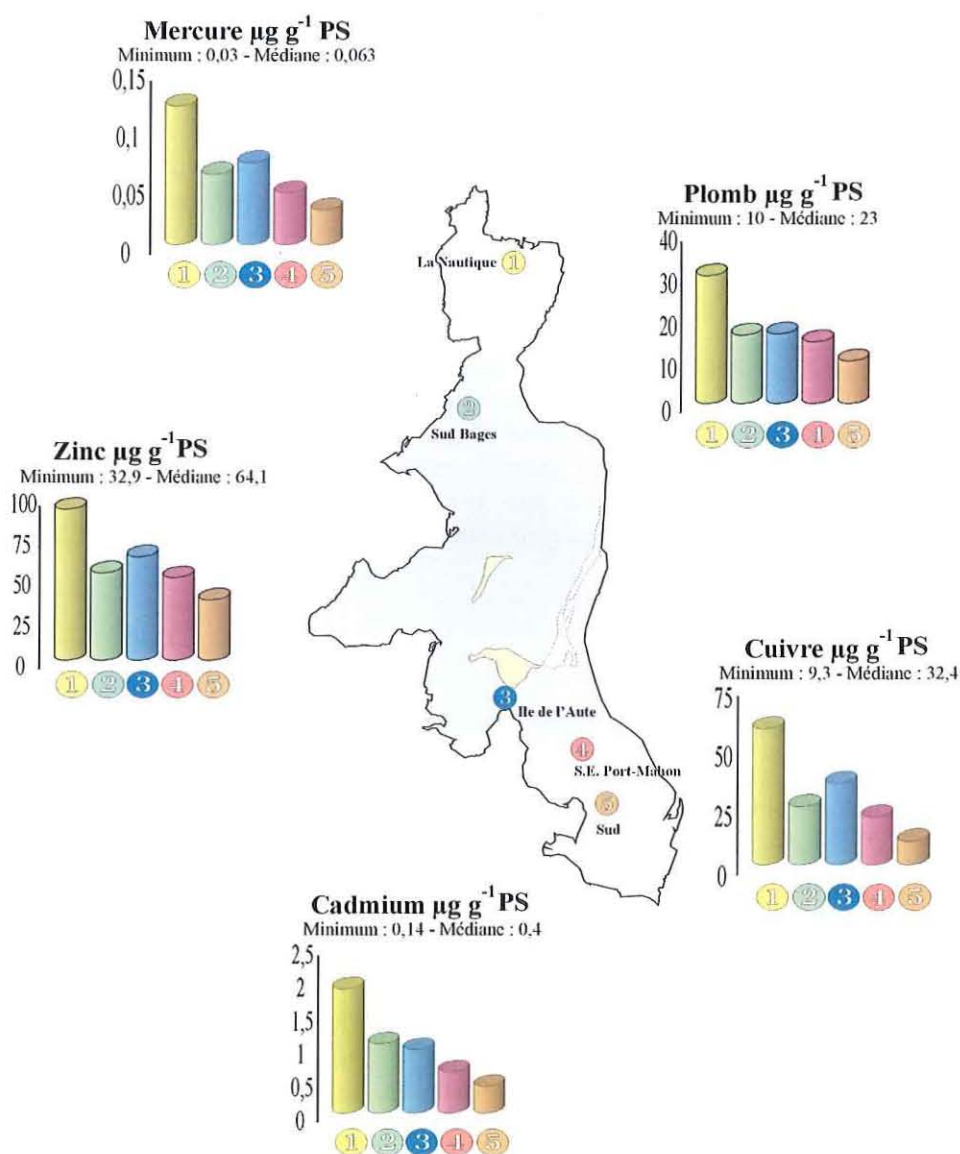 Mercure µg g⁻¹ PS
Minimum : 0,03 - Médiane : 0,063
0,15
0,1
0,05
0
1 2 3 4 5
Plomb µg g⁻¹ PS
Minimum : 10 - Médiane : 23
40
30
20
10
0
1 2 3 4 5
La Nautique 1
2
Sud Bages
Zinc µg g⁻¹PS
Minimum : 32,9 - Médiane : 64,1
100
75
50
25
0
1 2 3 4 5
3 Ile de l'Aute
4
S.E. Port-Mahon
5
Sud
Cuivre µg g⁻¹ PS
Minimum : 9,3 - Médiane : 32,4
75
50
25
0
1 2 3 4 5
Cadmium µg g⁻¹ PS
Minimum : 0,14 - Médiane : 0,4
2,5
2
1,5
1
0,5
0
1 2 3 4 5